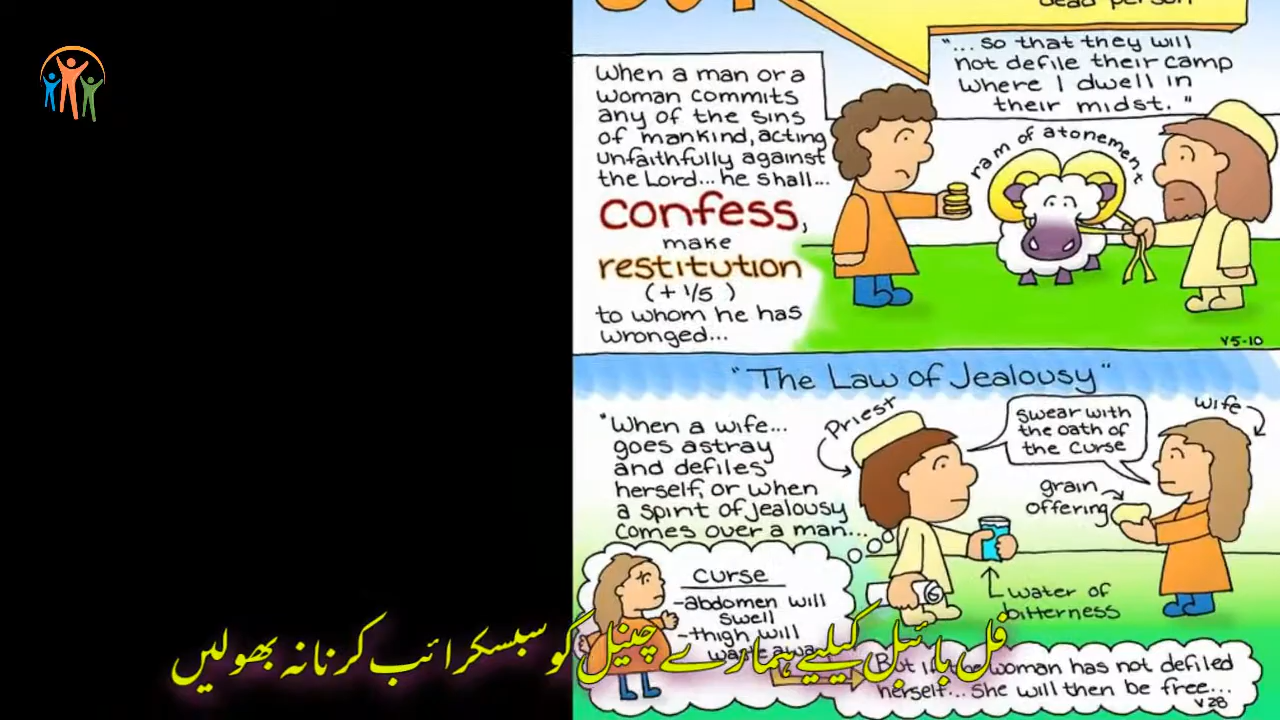 dead person
"... so that they will
not defile their camp
where I dwell in
their midst."
When a man or a
woman commits
any of the sins
of mankind, acting
unfaithfully against
the Lord... he shall...
confess,
make
restitution
(+ 1/5 )
to whom he has
wronged...
ram of atonement
V5-10
"The Law of Jealousy"
"When a wife...
goes astray
and defiles
herself, or when
a spirit of jealousy
comes over a man...
Priest
Swear with
the oath of
the curse
wife
grain
offering
water of
bitterness
curse
-abdomen will
swell
-thigh will
waste away
But if the woman has not defiled
herself... She will then be free...
V28
فل بائبل کیلیے ہمارے چینل کو سبسکرائب کرنا نہ بھولیں